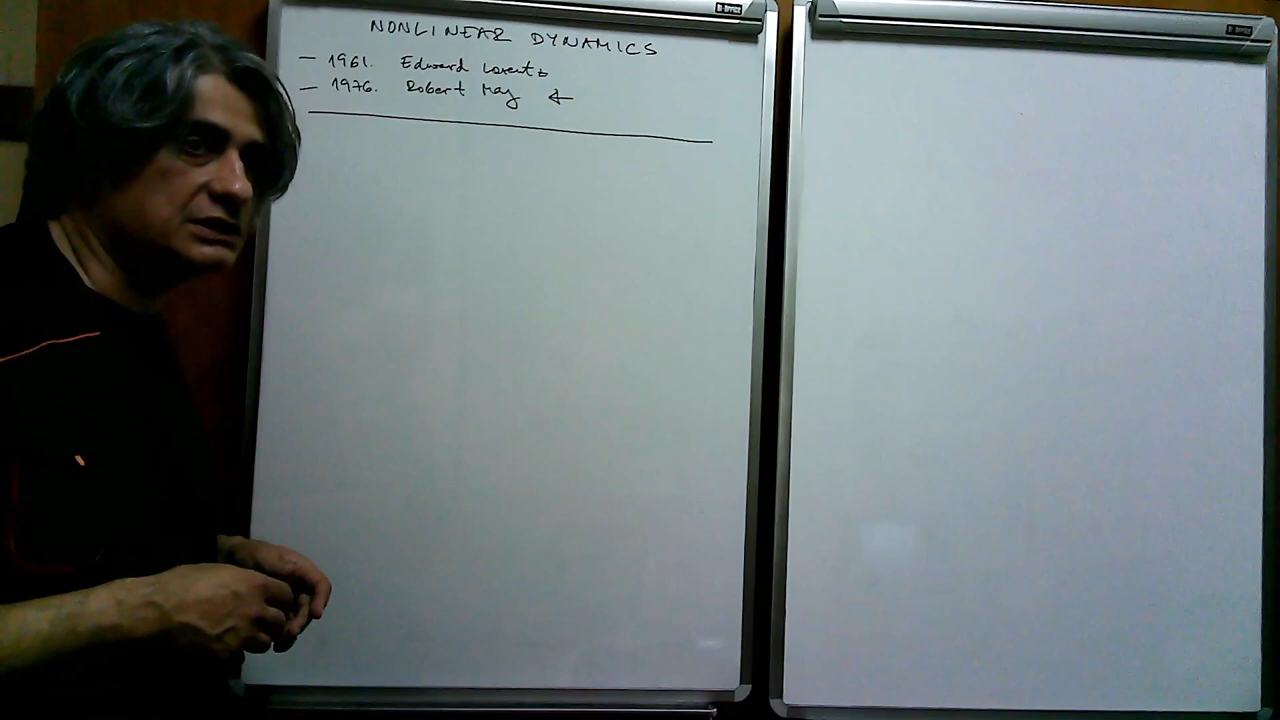 NONLINEAR DYNAMICS
— 1961. Edward Lorentz
— 1976. Robert May ←